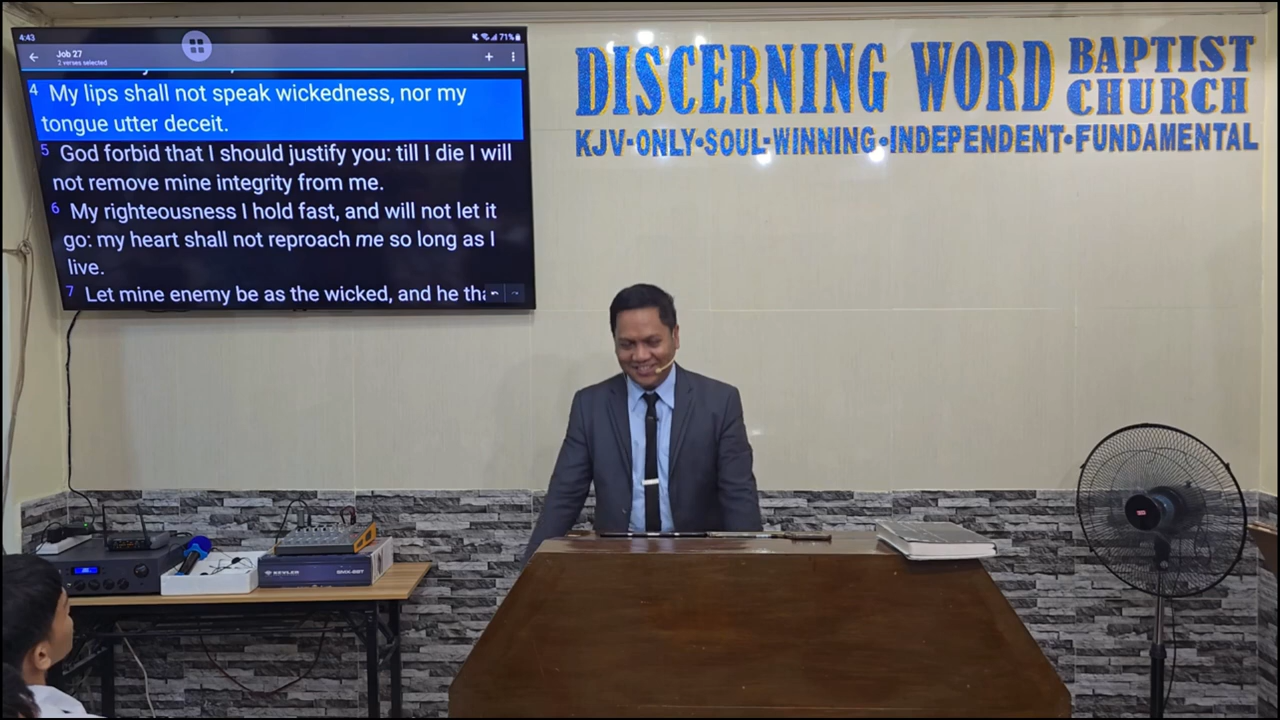 4:43
71%
Job 27
2 verses selected
4 My lips shall not speak wickedness, nor my
tongue utter deceit.
5 God forbid that I should justify you: till I die I will
not remove mine integrity from me.
6 My righteousness I hold fast, and will not let it
go: my heart shall not reproach me so long as I
live.
7 Let mine enemy be as the wicked, and he
DISCERNING WORD BAPTIST
CHURCH
KJV-ONLY•SOUL-WINNING•INDEPENDENT•FUNDAMENTAL
KEVLER